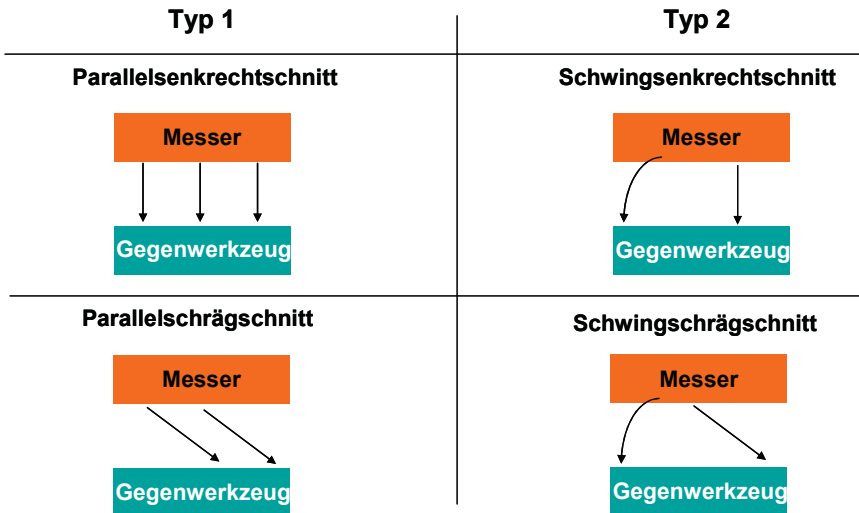 Typ 1
Typ 2
Parallelsenkrechtschnitt
Schwingsenkrechtschnitt
Messer
Messer
Gegenwerkzeug
Gegenwerkzeug
Parallelschrägschnitt
Schwingschrägschnitt
Messer
Messer
Gegenwerkzeug
Gegenwerkzeug